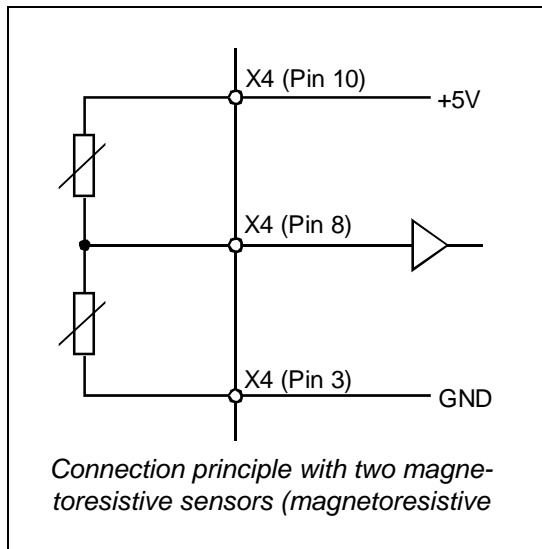 X4 (Pin 10)
+5V
X4 (Pin 8)
X4 (Pin 3)
GND
Connection principle with two magne-
toresistive sensors (magnetoresistive